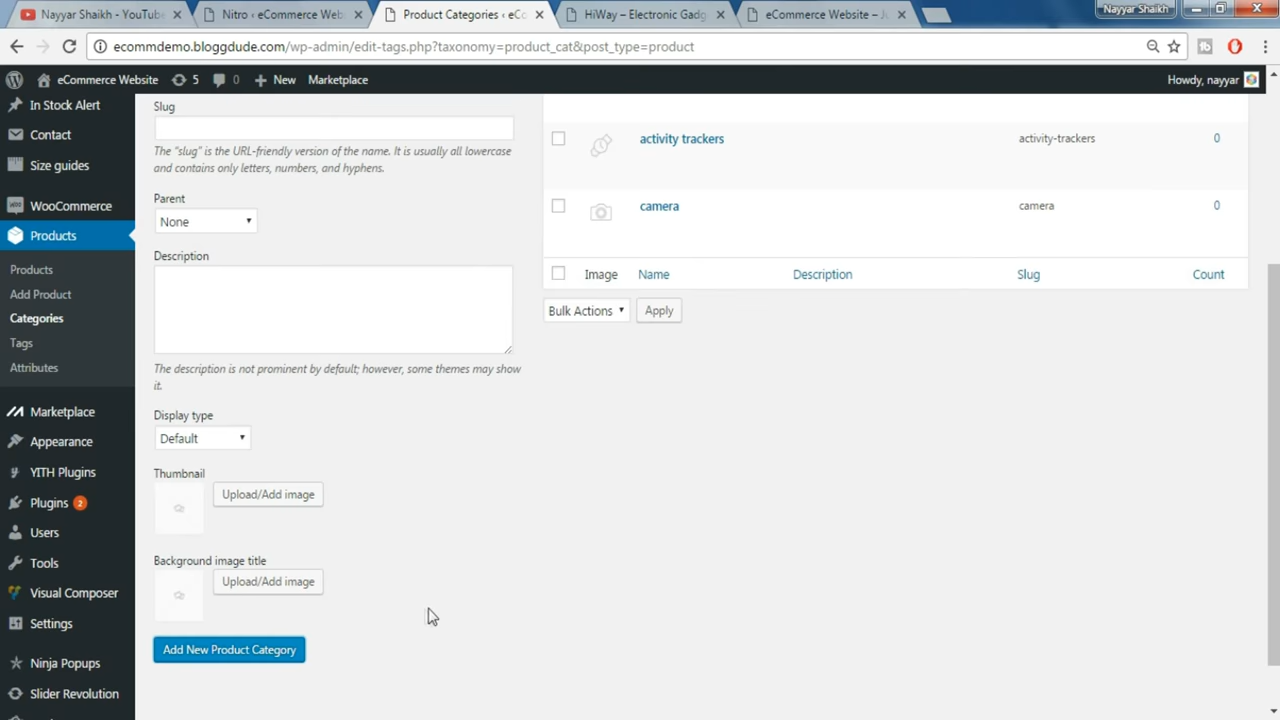 Nayyar Shaikh - YouTube
Nitro ‹ eCommerce Web
Product Categories ‹ eCo
HiWay – Electronic Gadg
eCommerce Website – Ju
Nayyar Shaikh
ecommdemo.bloggdude.com/wp-admin/edit-tags.php?taxonomy=product_cat&post_type=product
eCommerce Website
5
0
New
Marketplace
Howdy, nayyar
In Stock Alert
Contact
Size guides
WooCommerce
Products
Products
Add Product
Categories
Tags
Attributes
Marketplace
Appearance
YITH Plugins
Plugins 2
Users
Tools
Visual Composer
Settings
Ninja Popups
Slider Revolution
Slug
The "slug" is the URL-friendly version of the name. It is usually all lowercase
and contains only letters, numbers, and hyphens.
Parent
None
Description
The description is not prominent by default; however, some themes may show
it.
Display type
Default
Thumbnail
Upload/Add image
Background image title
Upload/Add image
Add New Product Category
activity trackers activity-trackers 0
camera camera 0
Image Name Description Slug Count
Bulk Actions Apply